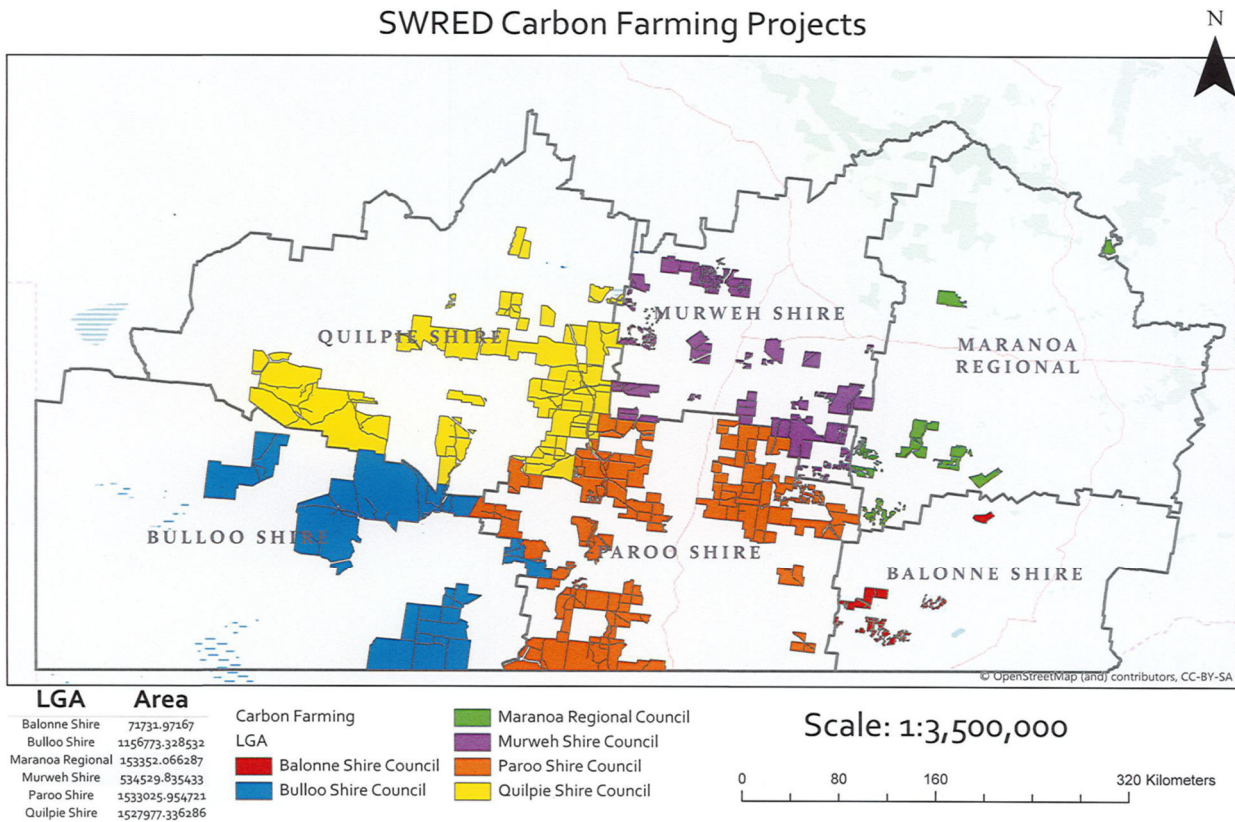 SWRED Carbon Farming Projects
N
MURWEH SHIRE
QUILPIE SHIRE
MARANOA
REGIONAL
BULLOO SHIRE
PAROO SHIRE
BALONNE SHIRE
© OpenStreetMap (and) contributors, CC-BY-SA
LGA Area
Balonne Shire 71731.97167
Bulloo Shire 1156773.328532
Maranoa Regional 153352.066287
Murweh Shire 534529.835433
Paroo Shire 1533025.954721
Quilpie Shire 1527977.336286
Carbon Farming
LGA
Balonne Shire Council
Bulloo Shire Council
Maranoa Regional Council
Murweh Shire Council
Paroo Shire Council
Quilpie Shire Council
Scale: 1:3,500,000
0 80 160 320 Kilometers